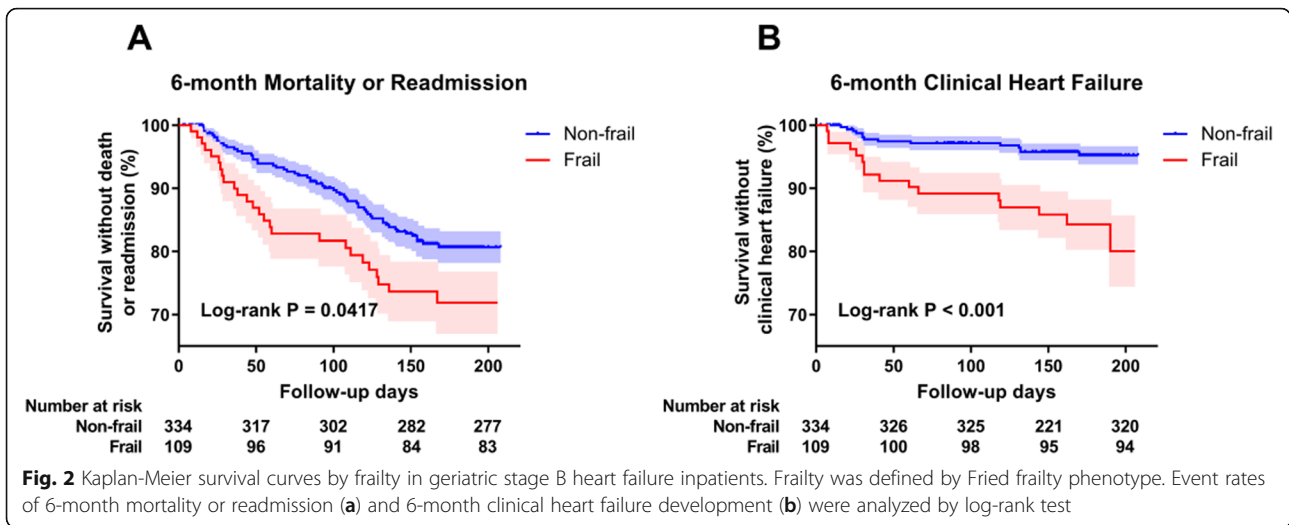 A
6-month Mortality or Readmission
Survival without death
or readmission (%)
100
90
80
70
0 50 100 150 200
Non-frail
Frail
Log-rank P = 0.0417
Follow-up days
Number at risk
Non-frail 334 317 302 282 277
Frail 109 96 91 84 83
B
6-month Clinical Heart Failure
Survival without
clinical heart failure (%)
100
90
80
70
0 50 100 150 200
Non-frail
Frail
Log-rank P < 0.001
Follow-up days
Number at risk
Non-frail 334 326 325 221 320
Frail 109 100 98 95 94
Fig. 2 Kaplan-Meier survival curves by frailty in geriatric stage B heart failure inpatients. Frailty was defined by Fried frailty phenotype. Event rates
of 6-month mortality or readmission (a) and 6-month clinical heart failure development (b) were analyzed by log-rank test